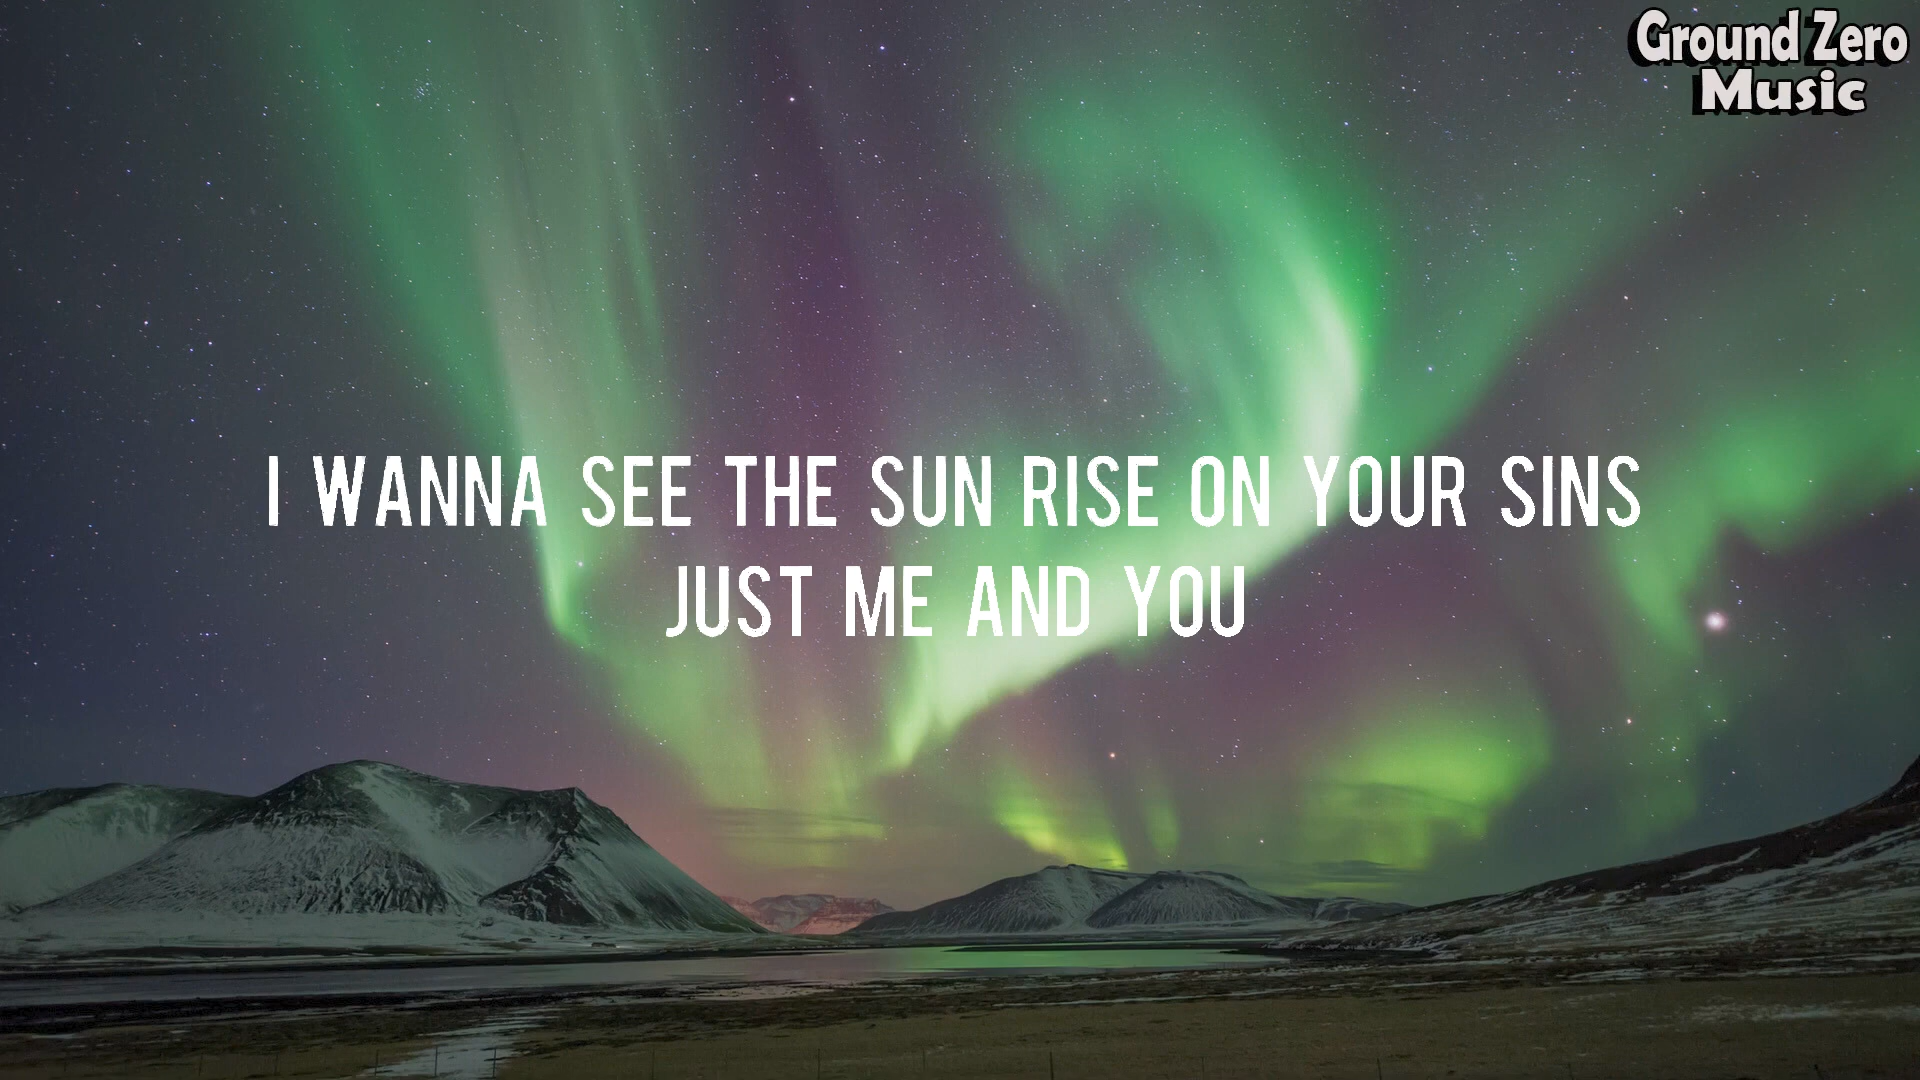 Ground Zero
Music
I WANNA SEE THE SUN RISE ON YOUR SINS
JUST ME AND YOU